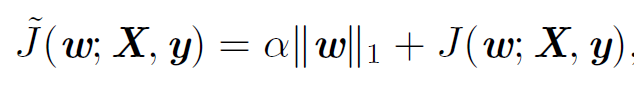 J̃(w; X, y) = α||w||₁ + J(w; X, y),